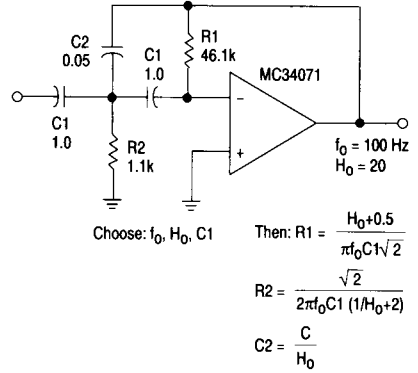 C2
0.05
C1
1.0
R1
46.1k
MC34071
−
+
C1
1.0
R2
1.1k
f₀ = 100 Hz
H₀ = 20
Choose: f₀, H₀, C1
Then: R1 = H₀+0.5 / πf₀C1√2
R2 = √2 / 2πf₀C1 (1/H₀+2)
C2 = C / H₀